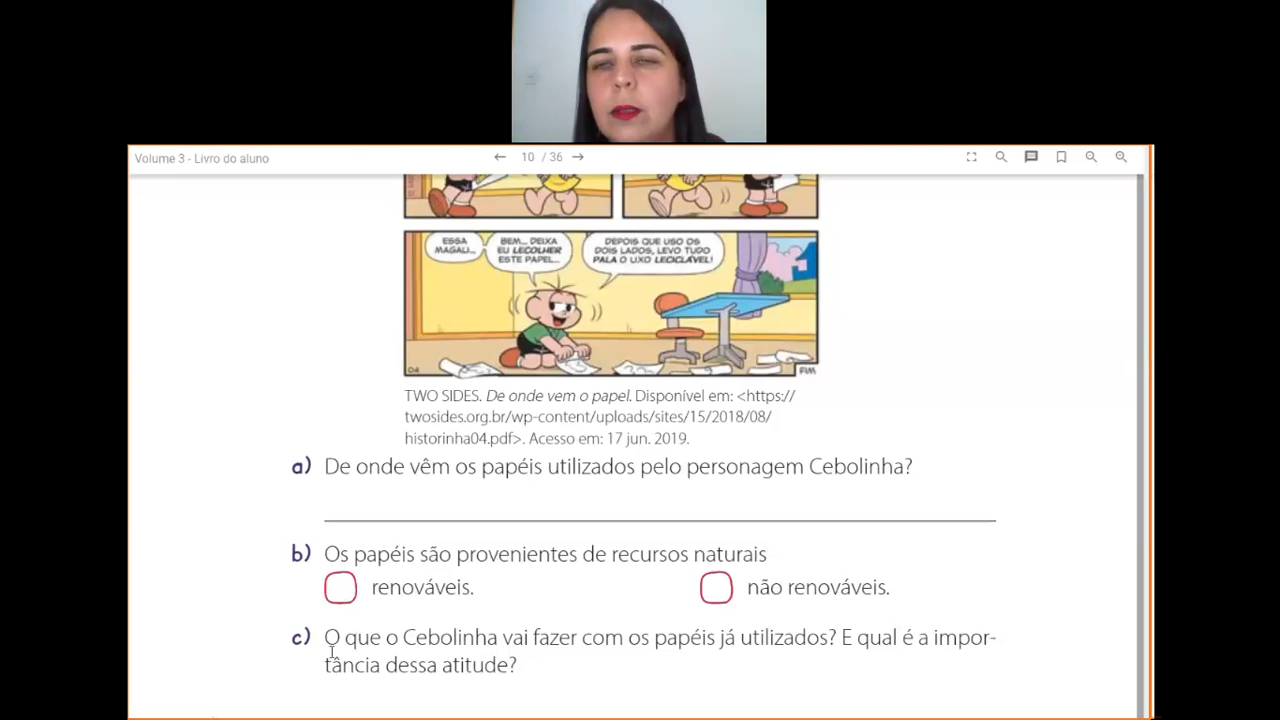 Volume 3 - Livro do aluno
10 / 36
ESSA
MAGALI...
BEM... DEIXA
EU LECOLHER
ESTE PAPEL...
DEPOIS QUE USO OS
DOIS LADOS, LEVO TUDO
PALA O LIXO LECICLÁVEL!
04
FIM
TWO SIDES. De onde vem o papel. Disponível em: <https://
twosides.org.br/wp-content/uploads/sites/15/2018/08/
historinha04.pdf>. Acesso em: 17 jun. 2019.
a) De onde vêm os papéis utilizados pelo personagem Cebolinha?
b) Os papéis são provenientes de recursos naturais
renováveis.
não renováveis.
c) O que o Cebolinha vai fazer com os papéis já utilizados? E qual é a impor-
tância dessa atitude?